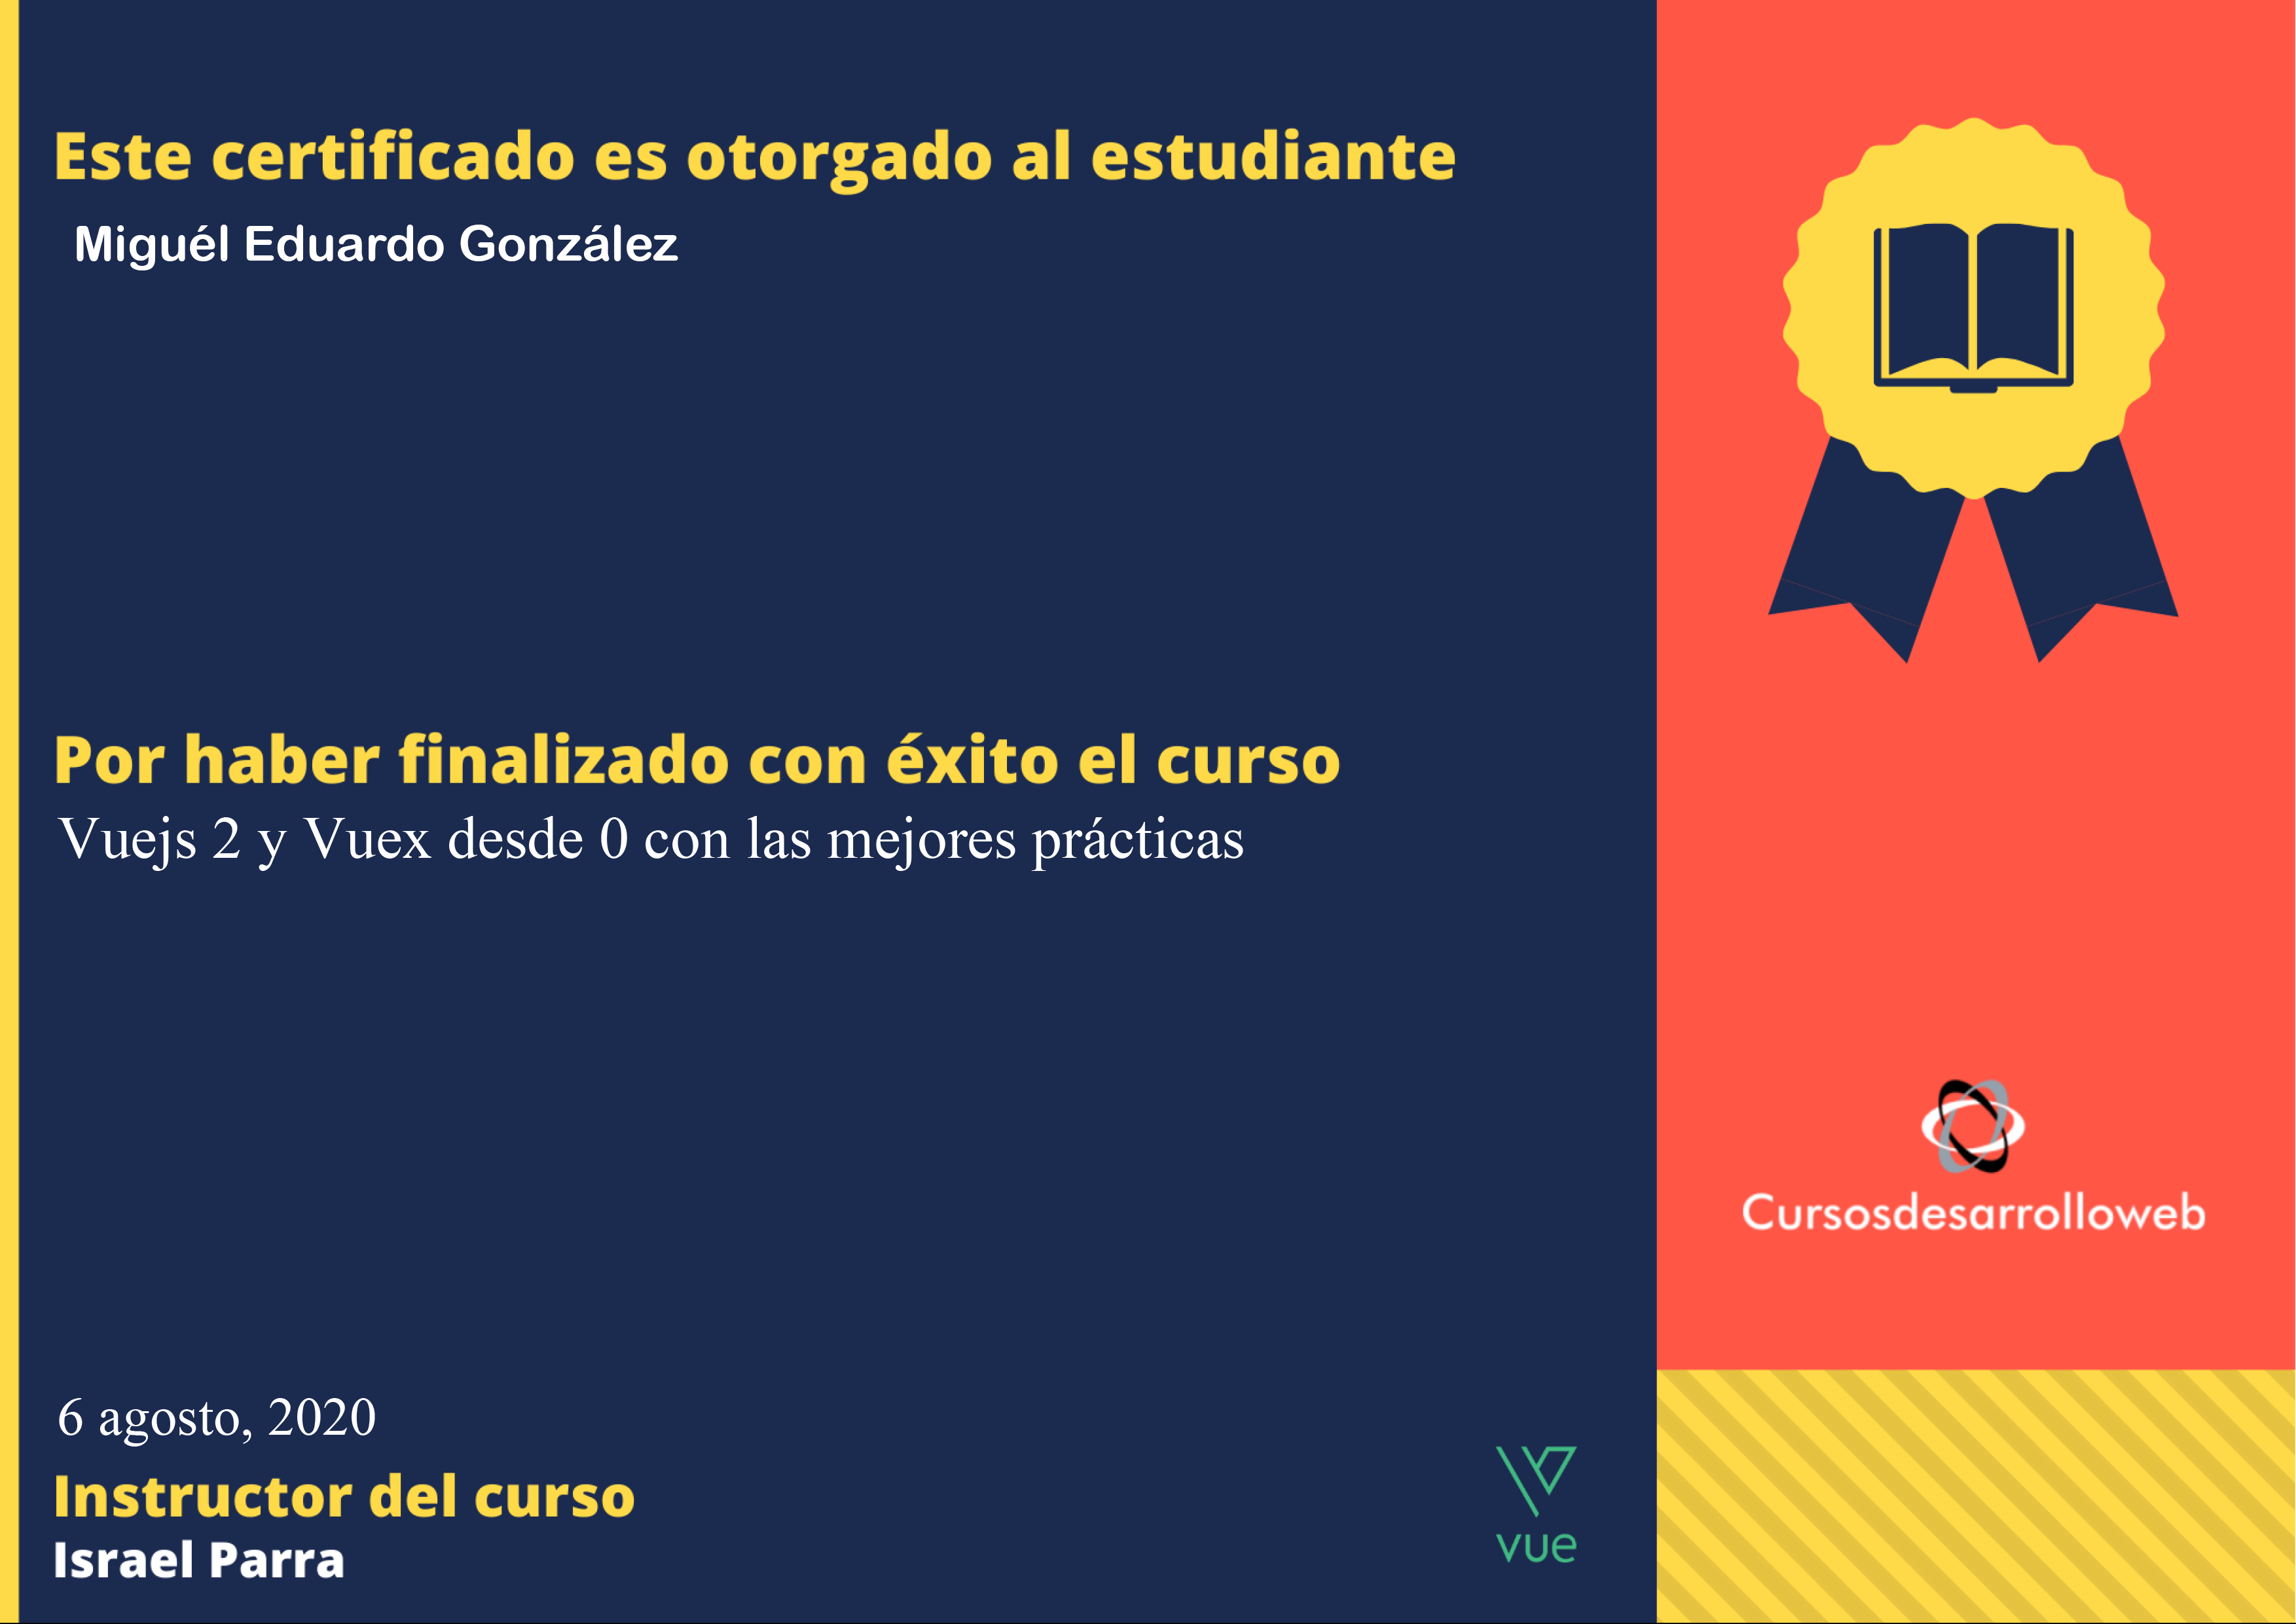 Este certificado es otorgado al estudiante
Miguél Eduardo González
Por haber finalizado con éxito el curso
Vuejs 2 y Vuex desde 0 con las mejores prácticas
6 agosto, 2020
Instructor del curso
Israel Parra
vue
Cursosdesarrolloweb